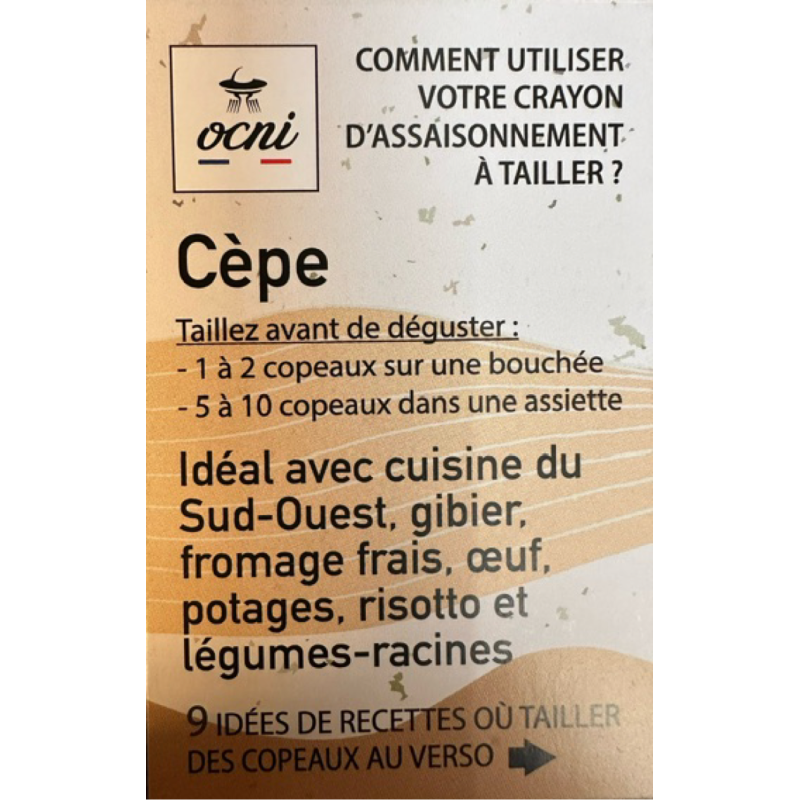 ocni
COMMENT UTILISER
VOTRE CRAYON
D'ASSAISONNEMENT
À TAILLER ?
Cèpe
Taillez avant de déguster :
- 1 à 2 copeaux sur une bouchée
- 5 à 10 copeaux dans une assiette
Idéal avec cuisine du
Sud-Ouest, gibier,
fromage frais, œuf,
potages, risotto et
légumes-racines
9 IDÉES DE RECETTES OÙ TAILLER
DES COPEAUX AU VERSO